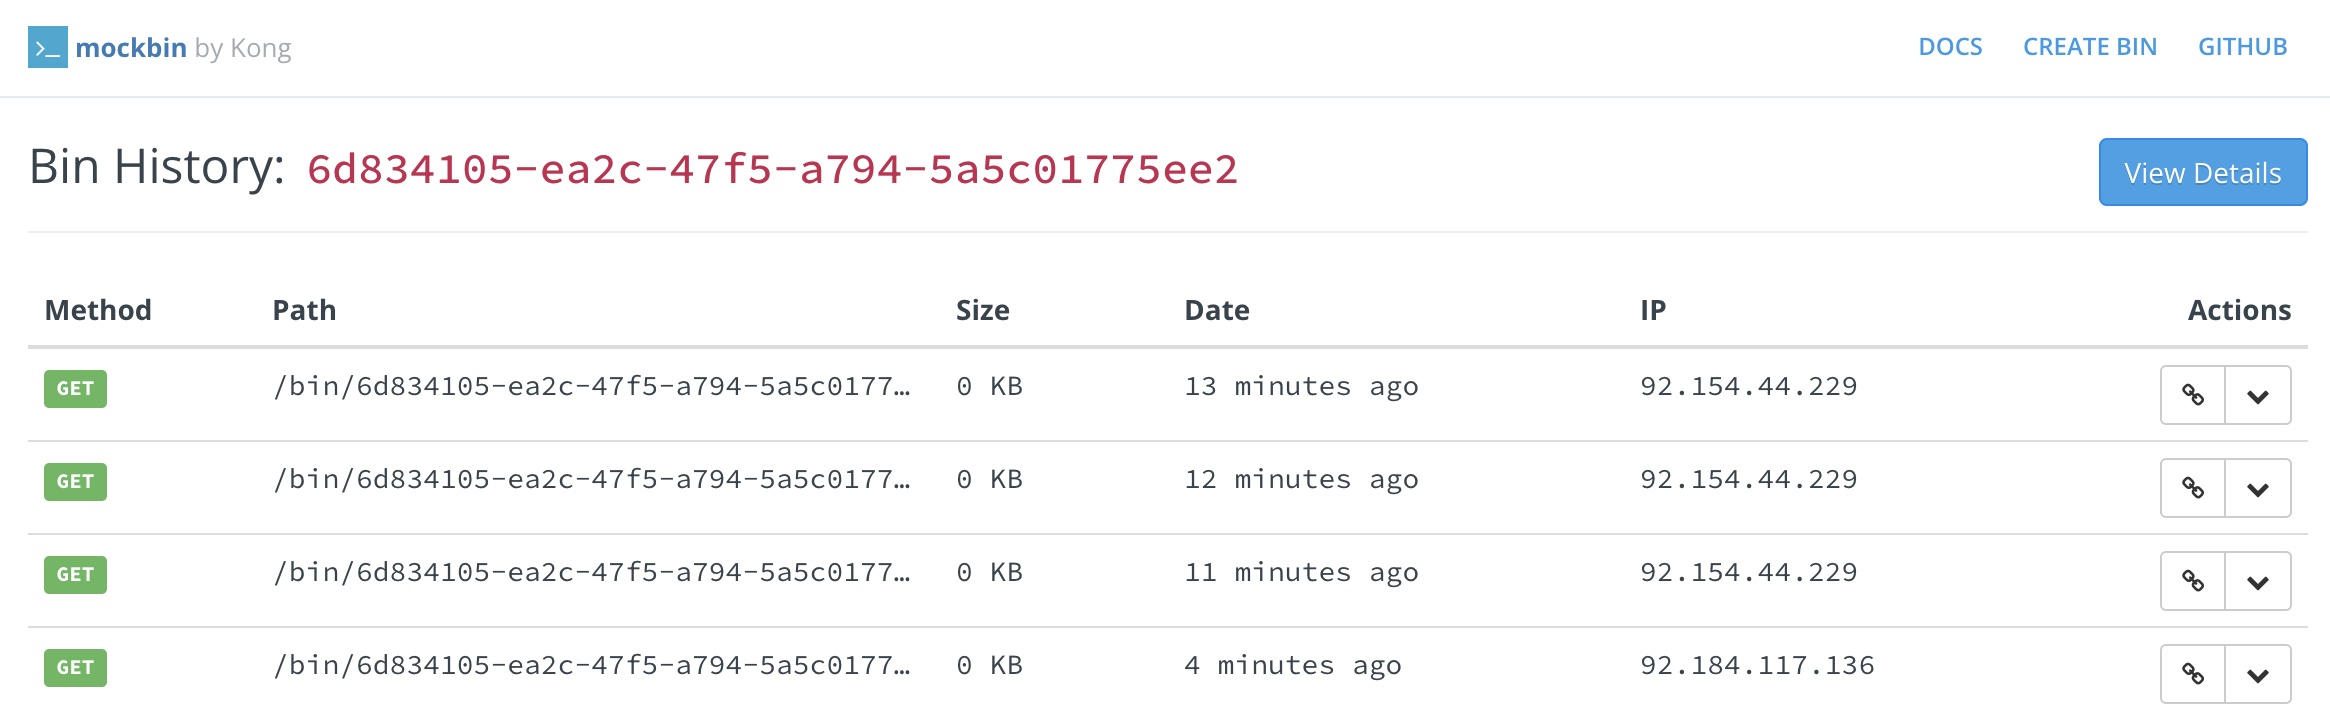 >_ mockbin by Kong DOCS CREATE BIN GITHUB
Bin History: 6d834105-ea2c-47f5-a794-5a5c01775ee2 View Details
Method Path Size Date IP Actions
GET /bin/6d834105-ea2c-47f5-a794-5a5c0177… 0 KB 13 minutes ago 92.154.44.229
GET /bin/6d834105-ea2c-47f5-a794-5a5c0177… 0 KB 12 minutes ago 92.154.44.229
GET /bin/6d834105-ea2c-47f5-a794-5a5c0177… 0 KB 11 minutes ago 92.154.44.229
GET /bin/6d834105-ea2c-47f5-a794-5a5c0177… 0 KB 4 minutes ago 92.184.117.136